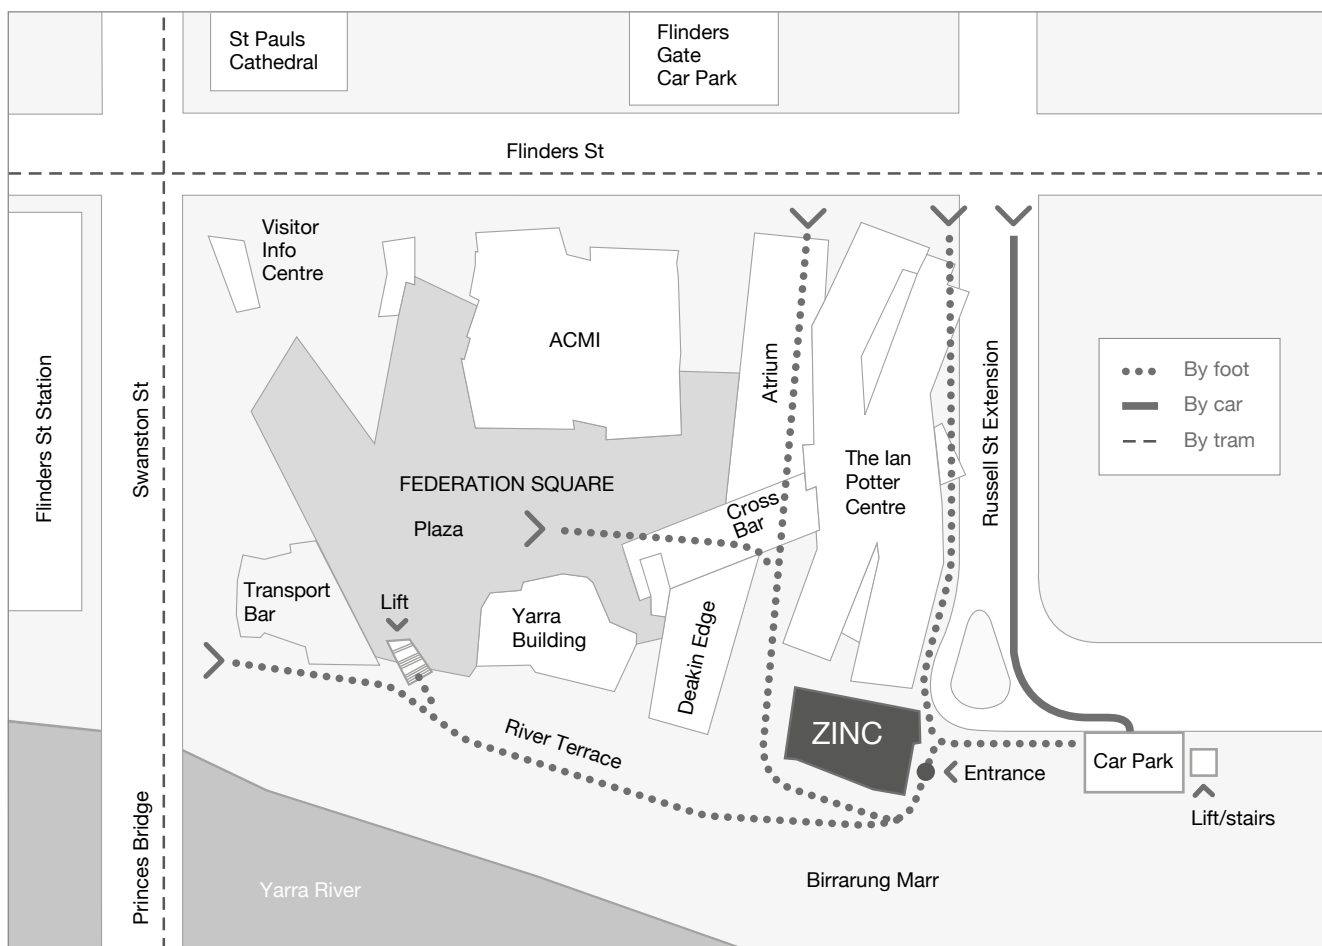 St Pauls
Cathedral
Flinders
Gate
Car Park
Flinders St
Visitor
Info
Centre
ACMI
Atrium
Flinders St Station
Swanston St
Russell St Extension
By foot
By car
By tram
The Ian
Potter
Centre
FEDERATION SQUARE
Plaza
Cross
Bar
Transport
Bar
Lift
Yarra
Building
Deakin Edge
River Terrace
ZINC
Entrance
Car Park
Lift/stairs
Princes Bridge
Yarra River
Birrarung Marr